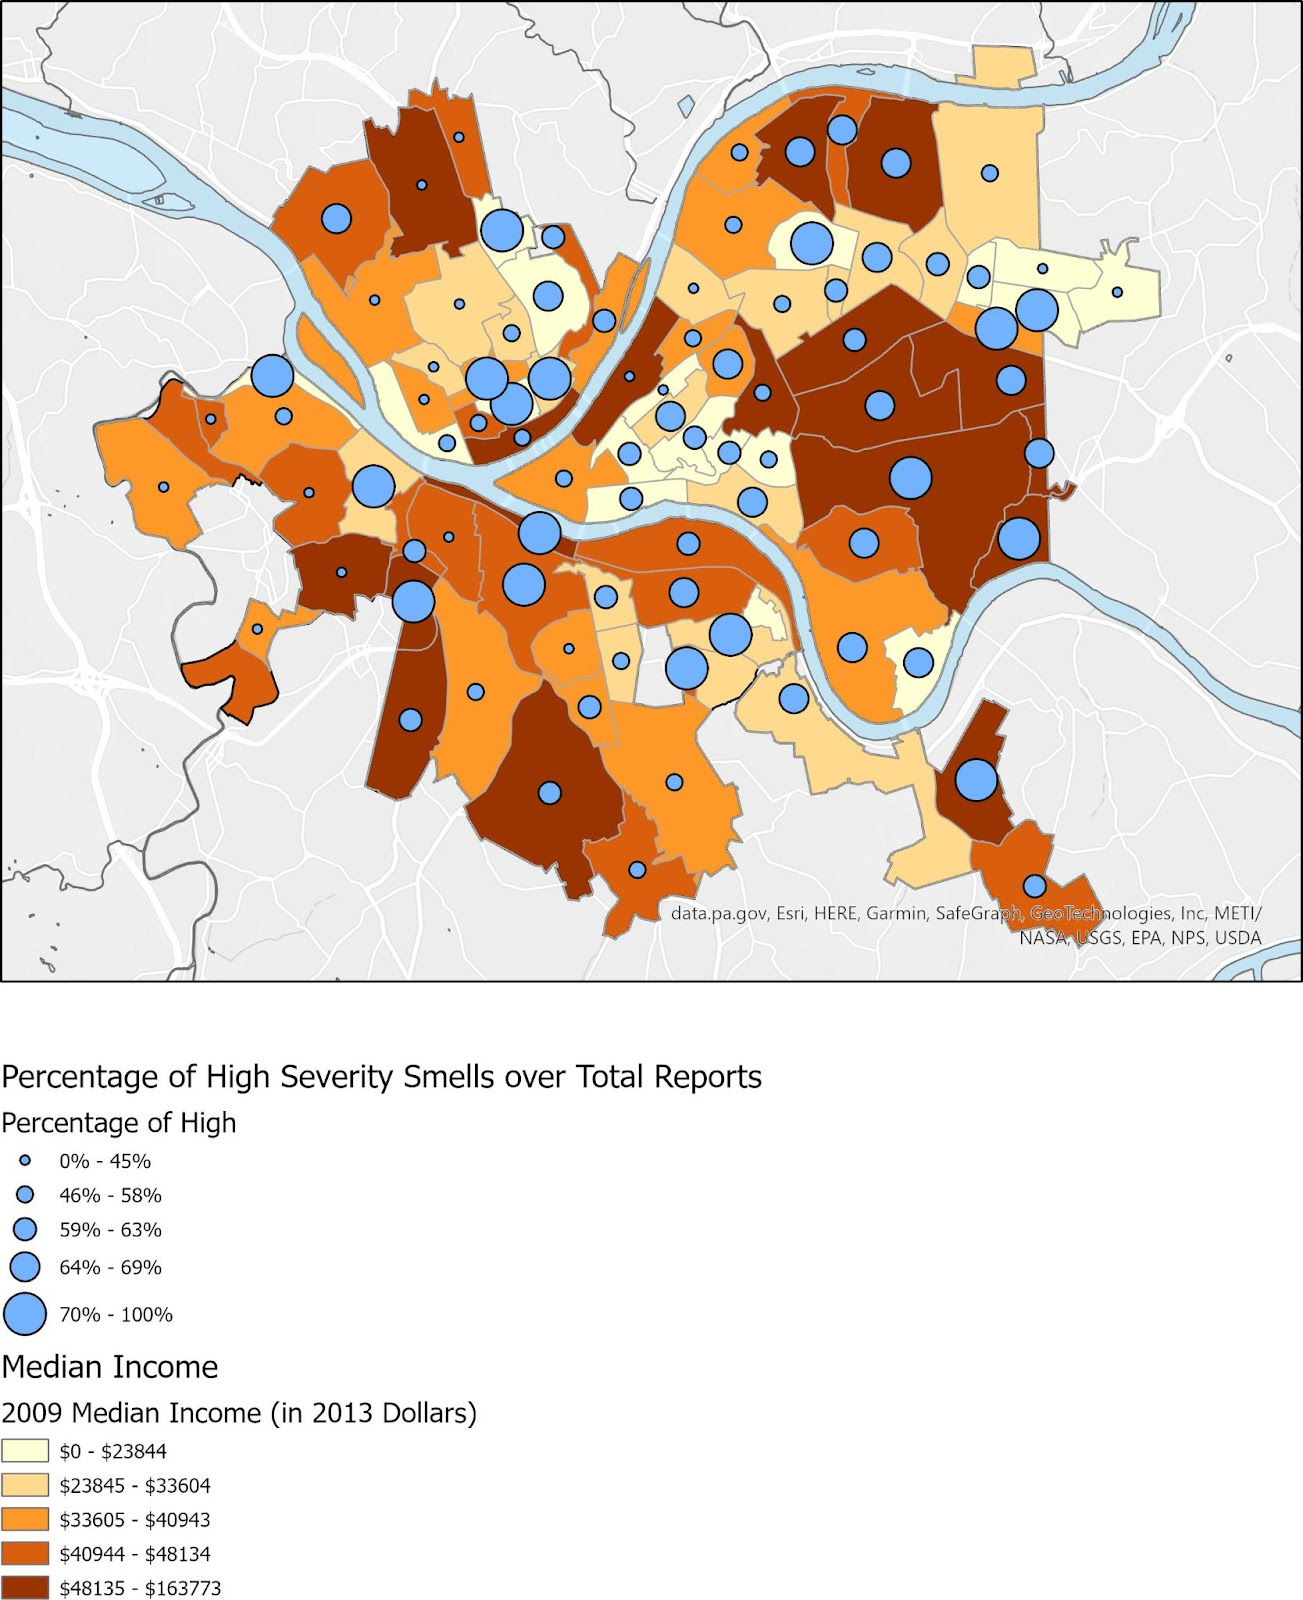 data.pa.gov, Esri, HERE, Garmin, SafeGraph, GeoTechnologies, Inc, METI/
NASA, USGS, EPA, NPS, USDA
Percentage of High Severity Smells over Total Reports
Percentage of High
0% - 45%
46% - 58%
59% - 63%
64% - 69%
70% - 100%
Median Income
2009 Median Income (in 2013 Dollars)
$0 - $23844
$23845 - $33604
$33605 - $40943
$40944 - $48134
$48135 - $163773